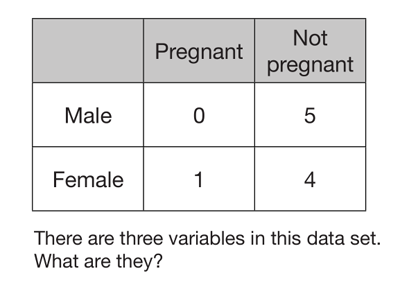 Pregnant Not pregnant
Male 0 5
Female 1 4
There are three variables in this data set.
What are they?